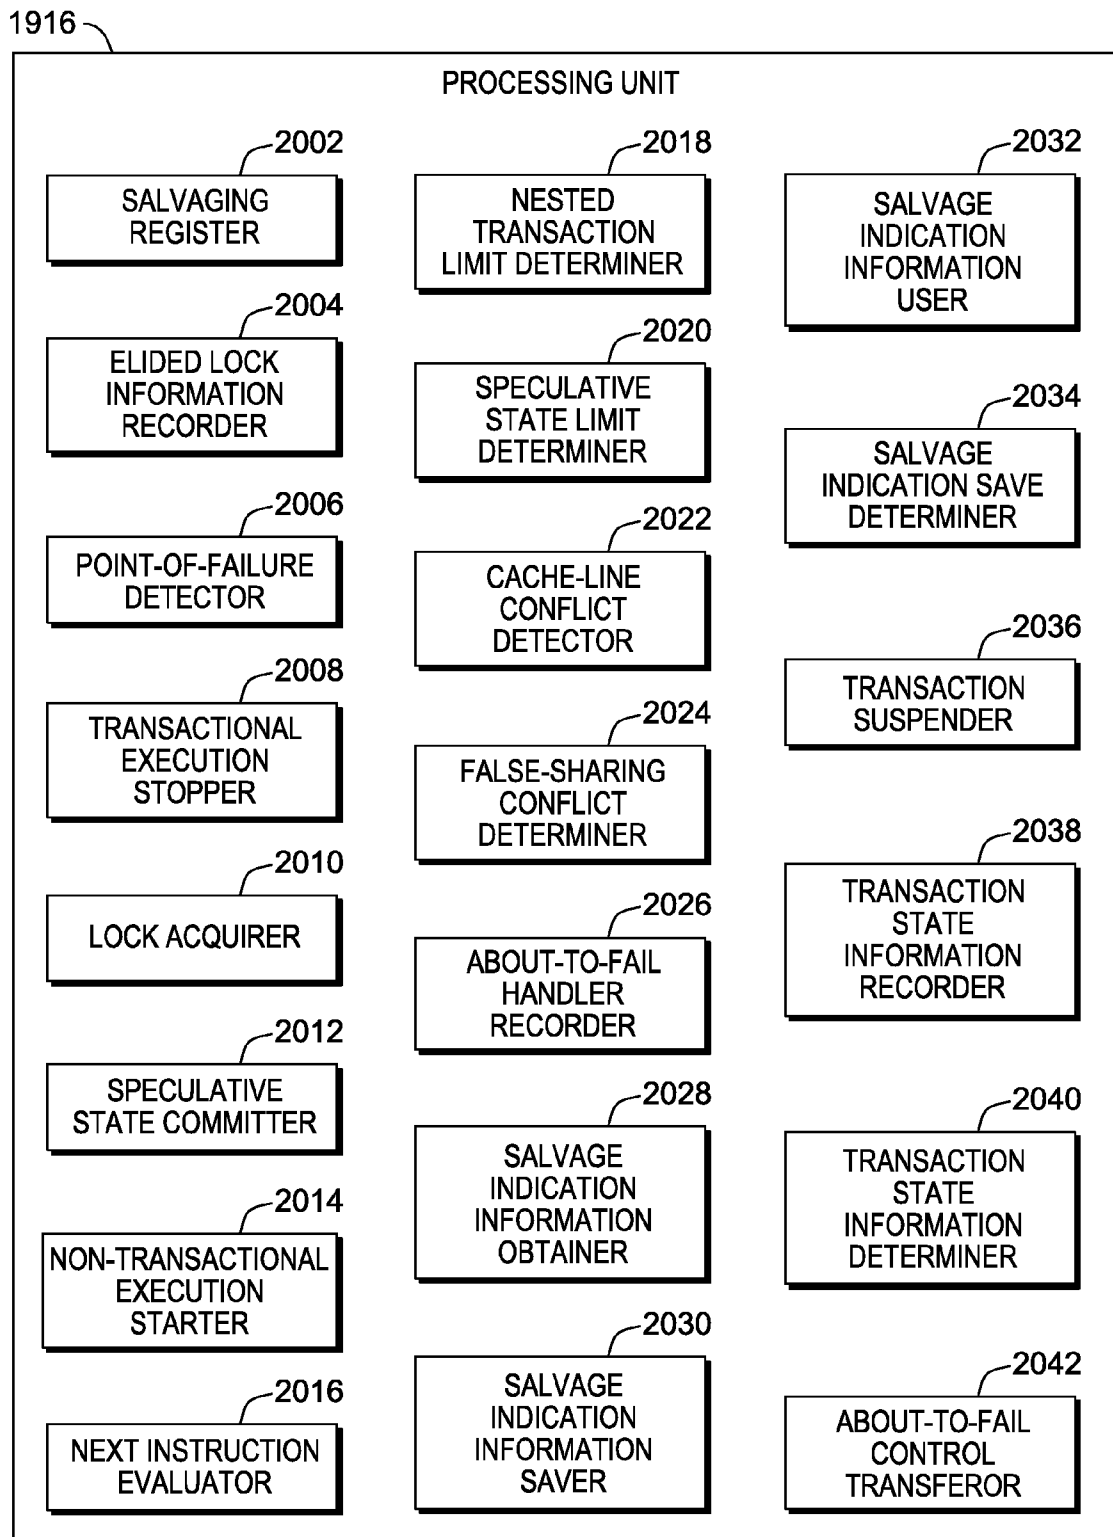 1916
PROCESSING UNIT
2002
SALVAGING
REGISTER
2004
ELIDED LOCK
INFORMATION
RECORDER
2006
POINT-OF-FAILURE
DETECTOR
2008
TRANSACTIONAL
EXECUTION
STOPPER
2010
LOCK ACQUIRER
2012
SPECULATIVE
STATE COMMITTER
2014
NON-TRANSACTIONAL
EXECUTION
STARTER
2016
NEXT INSTRUCTION
EVALUATOR
2018
NESTED
TRANSACTION
LIMIT DETERMINER
2020
SPECULATIVE
STATE LIMIT
DETERMINER
2022
CACHE-LINE
CONFLICT
DETECTOR
2024
FALSE-SHARING
CONFLICT
DETERMINER
2026
ABOUT-TO-FAIL
HANDLER
RECORDER
2028
SALVAGE
INDICATION
INFORMATION
OBTAINER
2030
SALVAGE
INDICATION
INFORMATION
SAVER
2032
SALVAGE
INDICATION
INFORMATION
USER
2034
SALVAGE
INDICATION SAVE
DETERMINER
2036
TRANSACTION
SUSPENDER
2038
TRANSACTION
STATE
INFORMATION
RECORDER
2040
TRANSACTION
STATE
INFORMATION
DETERMINER
2042
ABOUT-TO-FAIL
CONTROL
TRANSFEROR